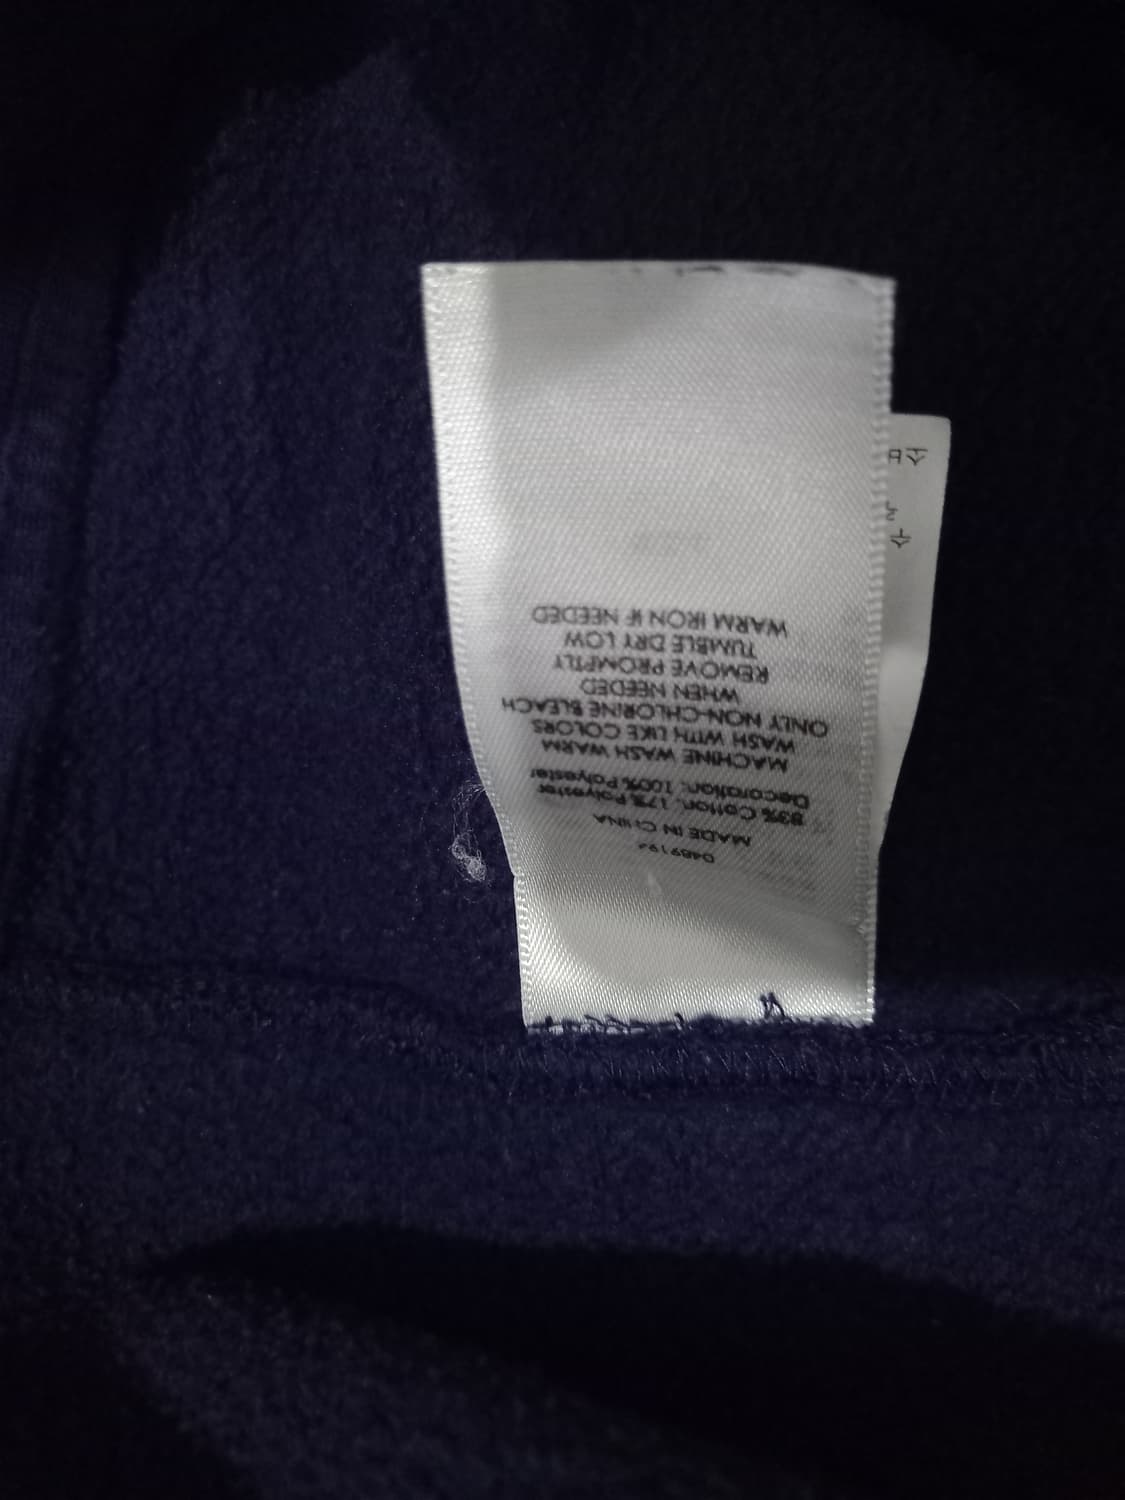 MADE IN CHINA
83% Cotton, 17% Polyester
Decoration: 100% Polyester
MACHINE WASH WARM
WASH WITH LIKE COLORS
ONLY NON-CHLORINE BLEACH
WHEN NEEDED
REMOVE PROMPTLY
TUMBLE DRY LOW
WARM IRON IF NEEDED